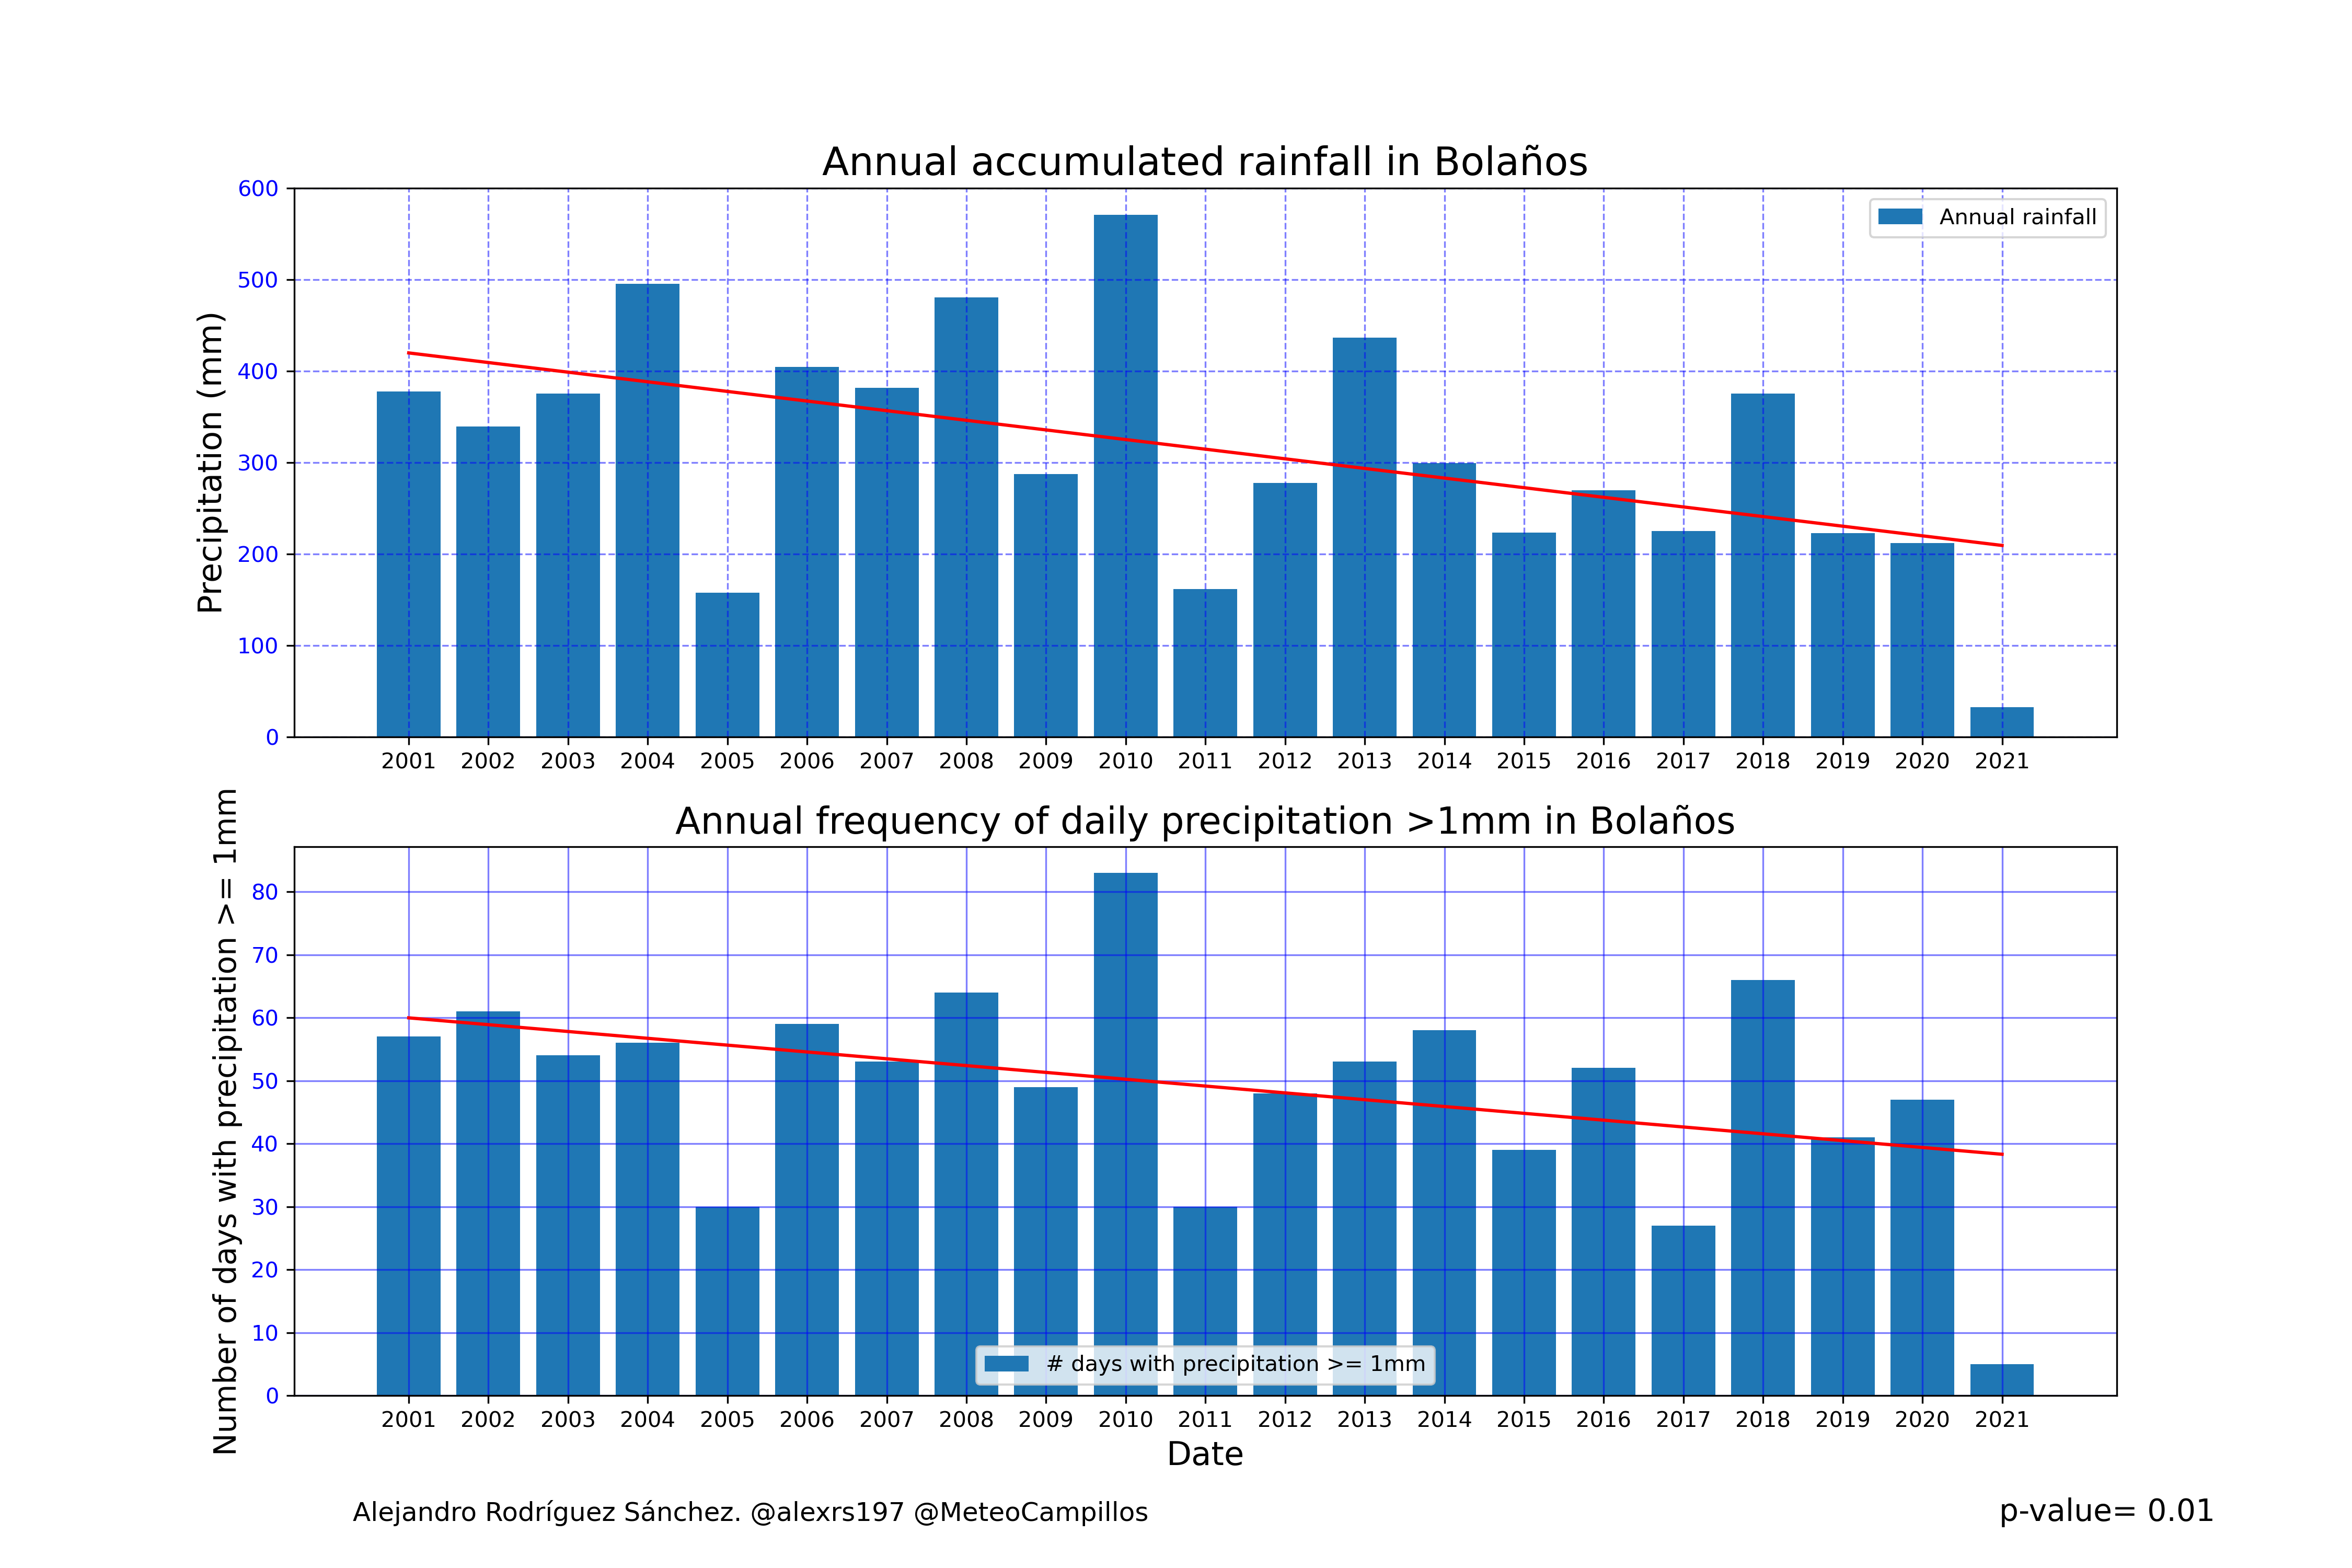 Annual accumulated rainfall in Bolaños
Precipitation (mm)
600
500
400
300
200
100
0
Annual rainfall
2001 2002 2003 2004 2005 2006 2007 2008 2009 2010 2011 2012 2013 2014 2015 2016 2017 2018 2019 2020 2021
Annual frequency of daily precipitation >1mm in Bolaños
Number of days with precipitation >= 1mm
80
70
60
50
40
30
20
10
0
# days with precipitation >= 1mm
2001 2002 2003 2004 2005 2006 2007 2008 2009 2010 2011 2012 2013 2014 2015 2016 2017 2018 2019 2020 2021
Date
Alejandro Rodríguez Sánchez. @alexrs197 @MeteoCampillos
p-value= 0.01